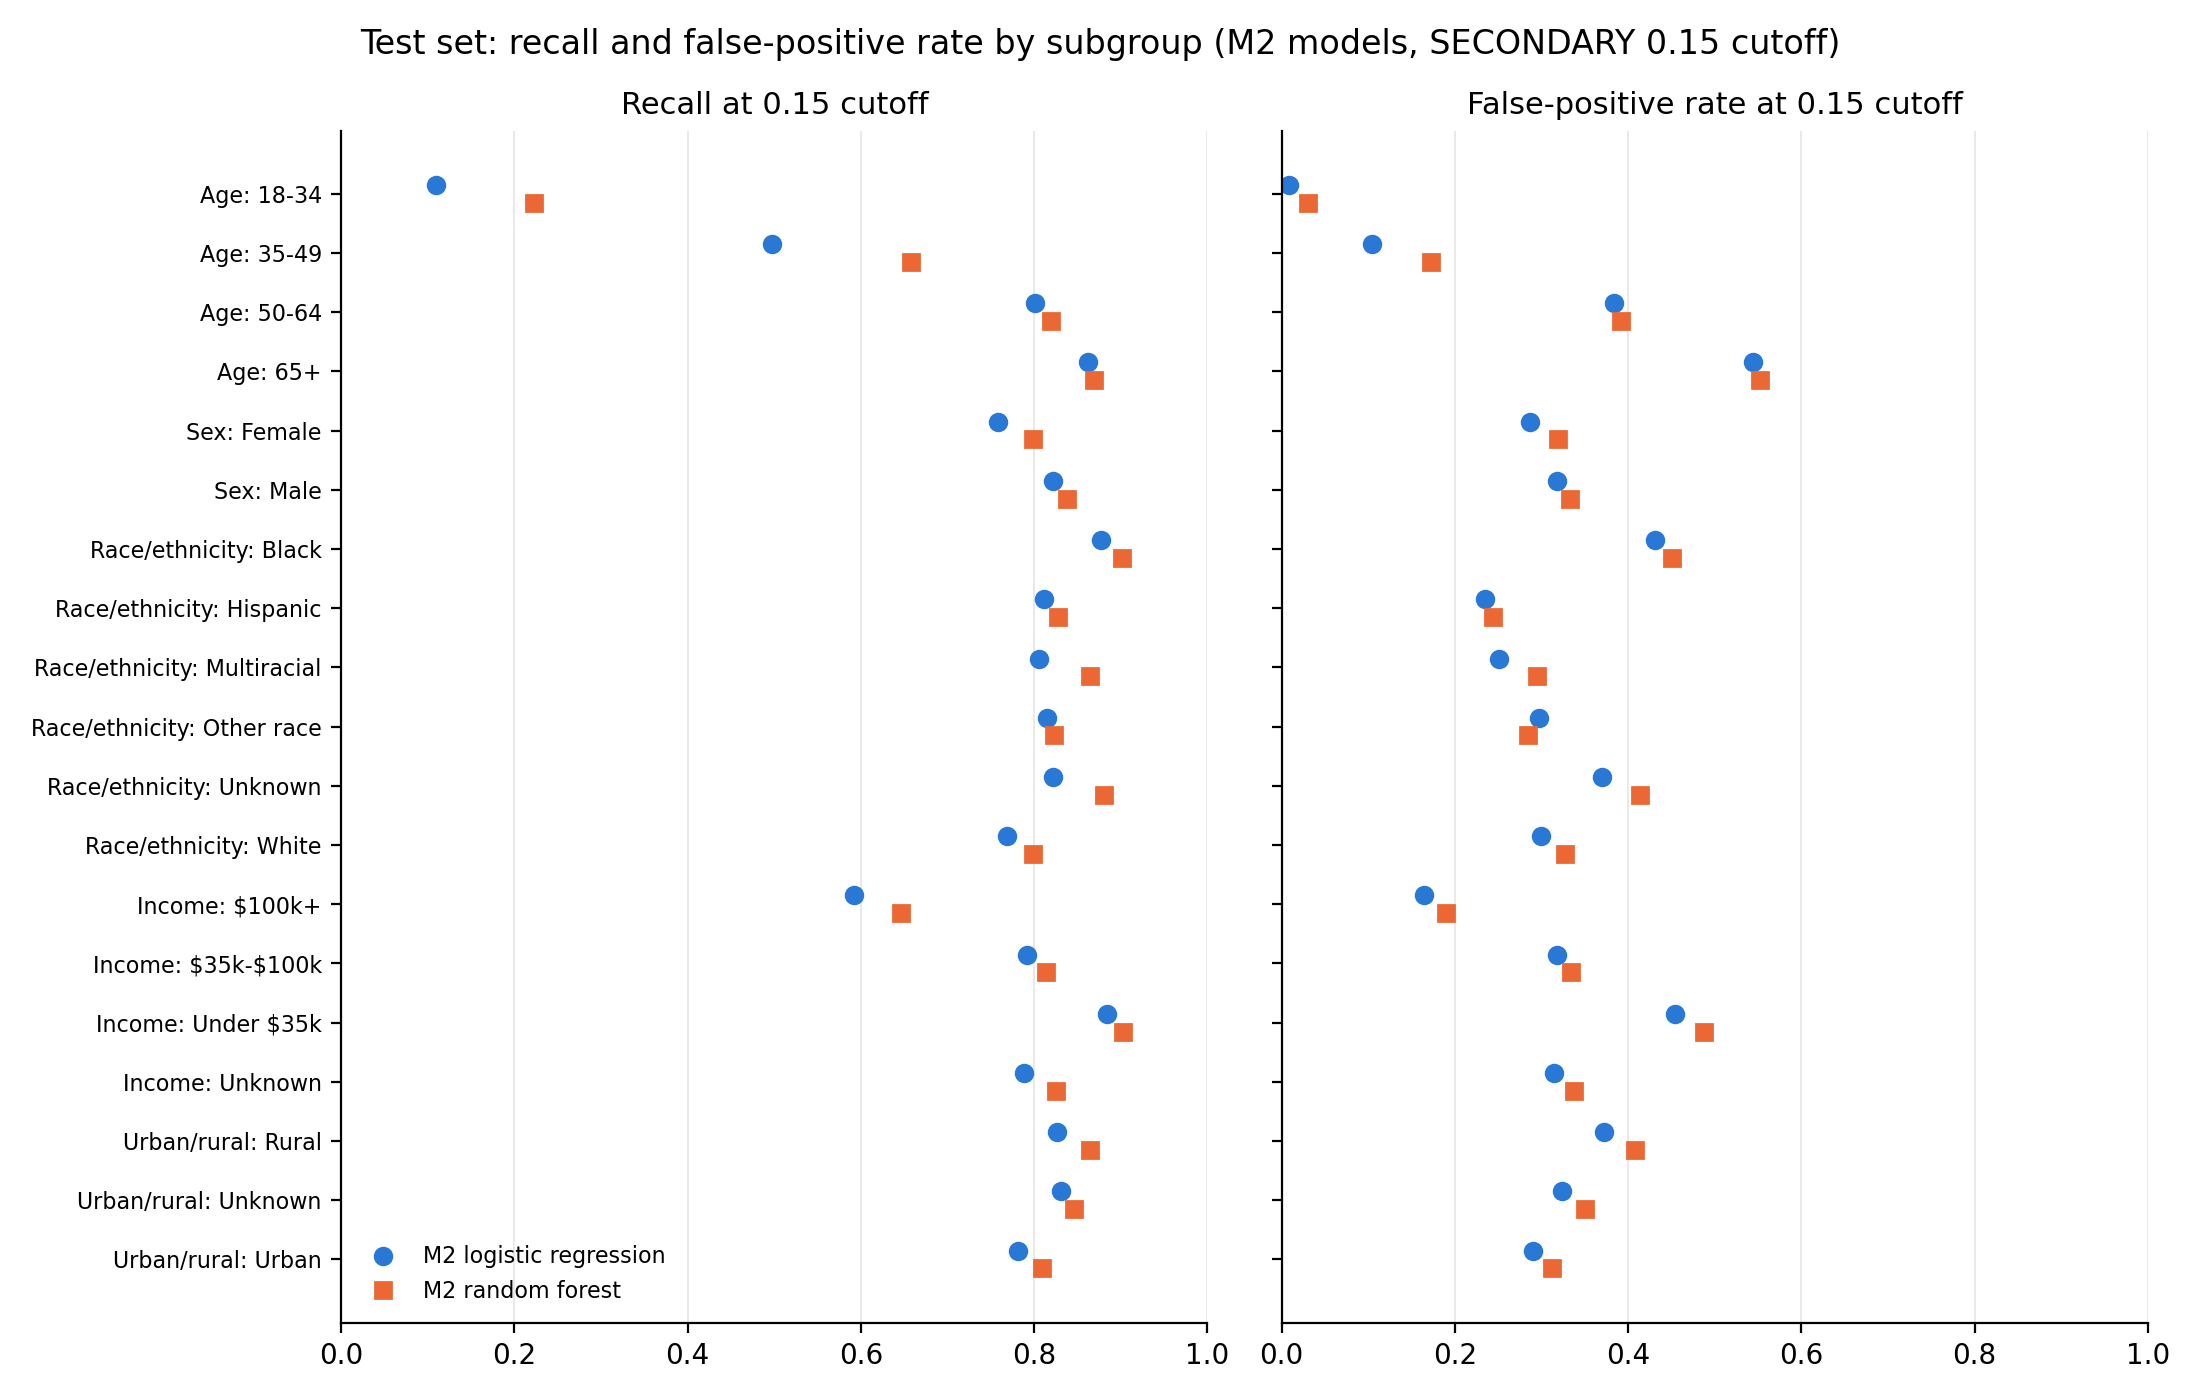 Test set: recall and false-positive rate by subgroup (M2 models, SECONDARY 0.15 cutoff)
Recall at 0.15 cutoff
False-positive rate at 0.15 cutoff
Age: 18-34
Age: 35-49
Age: 50-64
Age: 65+
Sex: Female
Sex: Male
Race/ethnicity: Black
Race/ethnicity: Hispanic
Race/ethnicity: Multiracial
Race/ethnicity: Other race
Race/ethnicity: Unknown
Race/ethnicity: White
Income: $100k+
Income: $35k-$100k
Income: Under $35k
Income: Unknown
Urban/rural: Rural
Urban/rural: Unknown
Urban/rural: Urban
M2 logistic regression
M2 random forest
0.0 0.2 0.4 0.6 0.8 1.0
0.0 0.2 0.4 0.6 0.8 1.0